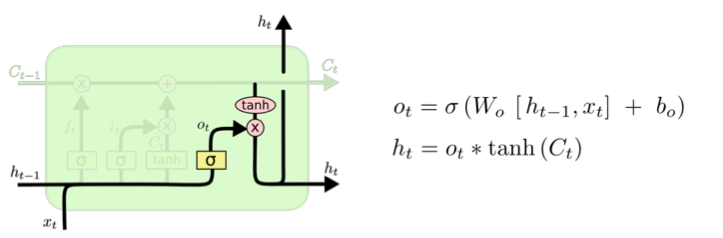 h_t
C_{t-1}
C_t
x
+
tanh
f_t
i_t
o_t
x
x
C̃_t
σ
σ
tanh
σ
h_{t-1}
h_t
x_t
o_t = σ (W_o [h_{t-1}, x_t] + b_o)
h_t = o_t * tanh (C_t)